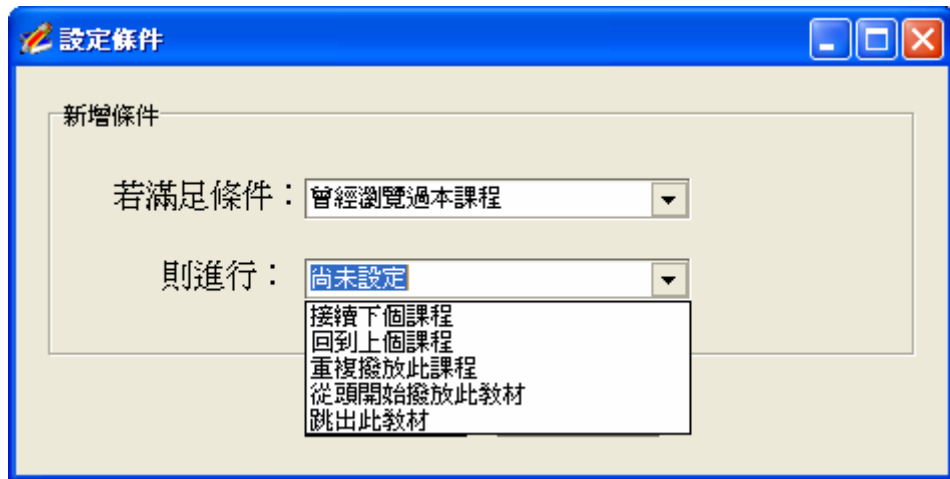 設定條件
新增條件
若滿足條件：曾經瀏覽過本課程
則進行：尚未設定
接續下個課程
回到上個課程
重複撥放此課程
從頭開始撥放此教材
跳出此教材